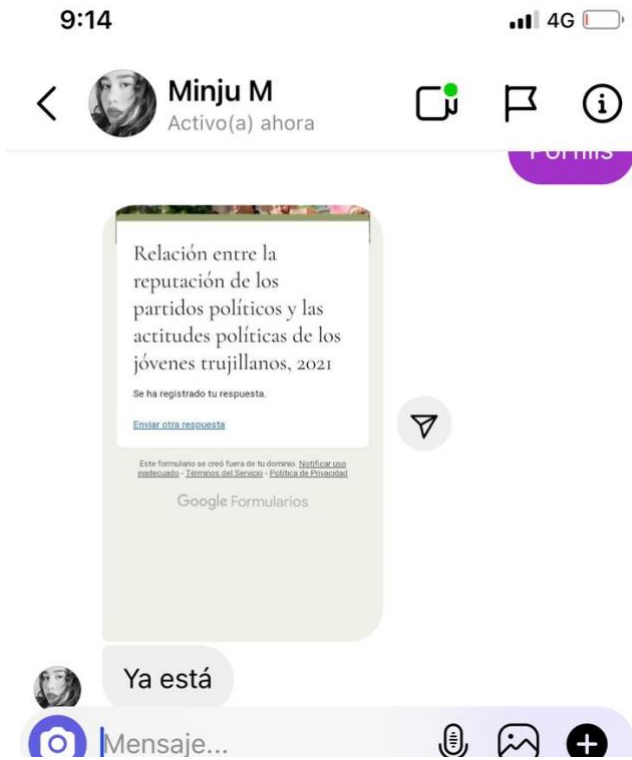 9:14
4G
Minju M
Activo(a) ahora
Relación entre la
reputación de los
partidos políticos y las
actitudes políticas de los
jóvenes trujillanos, 2021
Se ha registrado tu respuesta.
Enviar otra respuesta
Este formulario se creó fuera de tu dominio. Notificar uso
inadecuado - Términos del Servicio - Política de Privacidad
Google Formularios
Ya está
Mensaje...